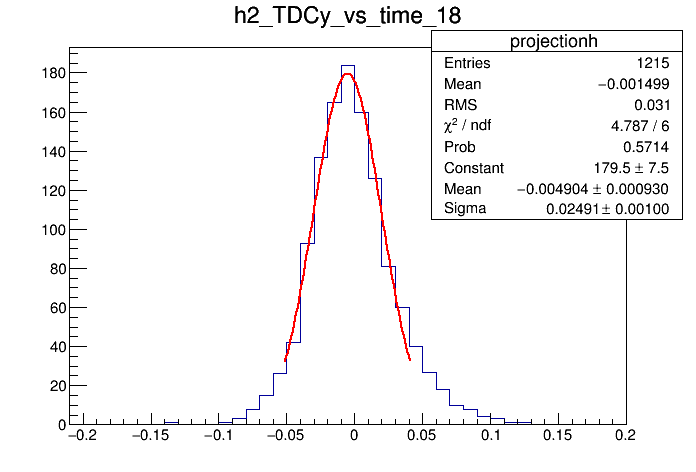 h2_TDCy_vs_time_18
projectionh
Entries 1215
Mean −0.001499
RMS 0.031
χ² / ndf 4.787 / 6
Prob 0.5714
Constant 179.5 ± 7.5
Mean −0.004904 ± 0.000930
Sigma 0.02491 ± 0.00100
180
160
140
120
100
80
60
40
20
0
−0.2 −0.15 −0.1 −0.05 0 0.05 0.1 0.15 0.2